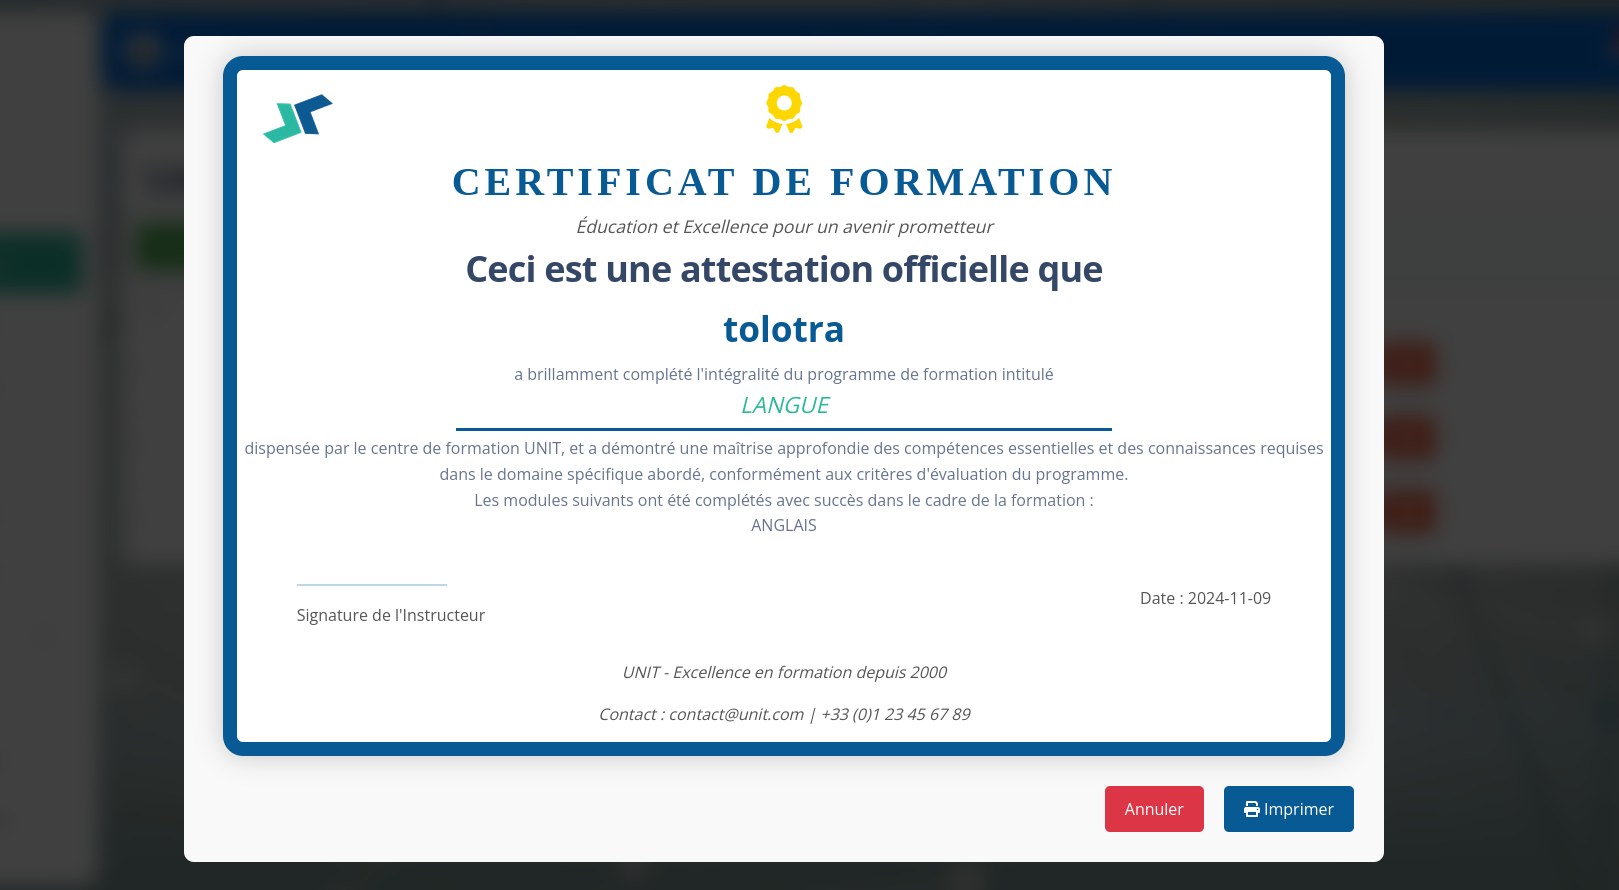 CERTIFICAT DE FORMATION
Éducation et Excellence pour un avenir prometteur
Ceci est une attestation officielle que
tolotra
a brillamment complété l'intégralité du programme de formation intitulé
LANGUE
dispensée par le centre de formation UNIT, et a démontré une maîtrise approfondie des compétences essentielles et des connaissances requises
dans le domaine spécifique abordé, conformément aux critères d'évaluation du programme.
Les modules suivants ont été complétés avec succès dans le cadre de la formation :
ANGLAIS
Signature de l'Instructeur
Date : 2024-11-09
UNIT - Excellence en formation depuis 2000
Contact : contact@unit.com | +33 (0)1 23 45 67 89
Annuler
Imprimer